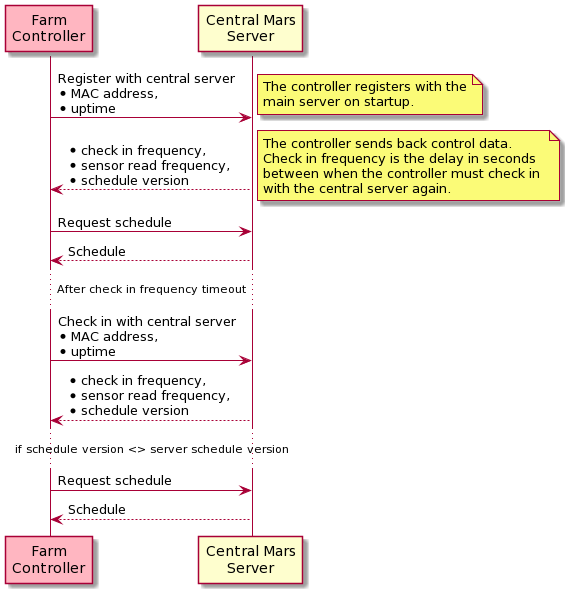 Farm
Controller
Central Mars
Server
Register with central server
• MAC address,
• uptime
The controller registers with the
main server on startup.
• check in frequency,
• sensor read frequency,
• schedule version
The controller sends back control data.
Check in frequency is the delay in seconds
between when the controller must check in
with the central server again.
Request schedule
Schedule
After check in frequency timeout
Check in with central server
• MAC address,
• uptime
• check in frequency,
• sensor read frequency,
• schedule version
if schedule version <> server schedule version
Request schedule
Schedule
Farm
Controller
Central Mars
Server